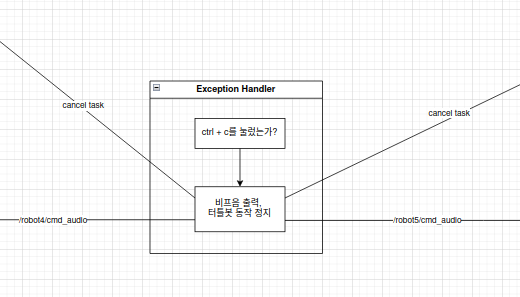 Exception Handler
cancel task
cancel task
ctrl + c를 눌렀는가?
비프음 출력,
터틀봇 동작 정지
/robot4/cmd_audio
/robot5/cmd_audio